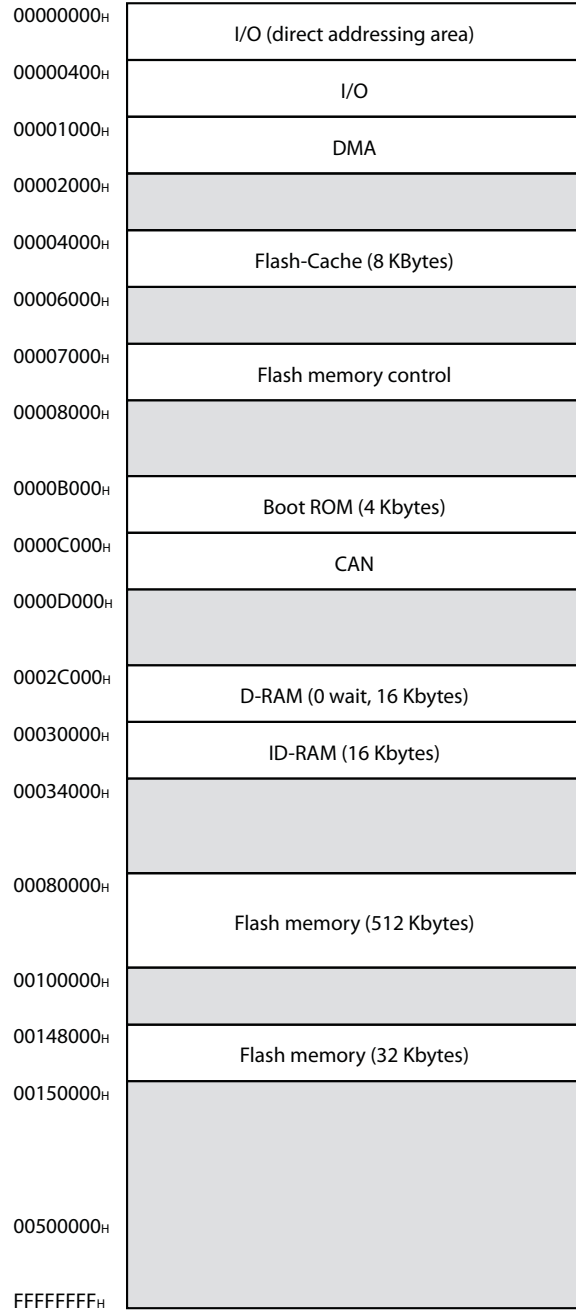 00000000H
I/O (direct addressing area)
00000400H
I/O
00001000H
DMA
00002000H
00004000H
Flash-Cache (8 KBytes)
00006000H
00007000H
Flash memory control
00008000H
0000B000H
Boot ROM (4 Kbytes)
0000C000H
CAN
0000D000H
0002C000H
D-RAM (0 wait, 16 Kbytes)
00030000H
ID-RAM (16 Kbytes)
00034000H
00080000H
Flash memory (512 Kbytes)
00100000H
00148000H
Flash memory (32 Kbytes)
00150000H
00500000H
FFFFFFFFH